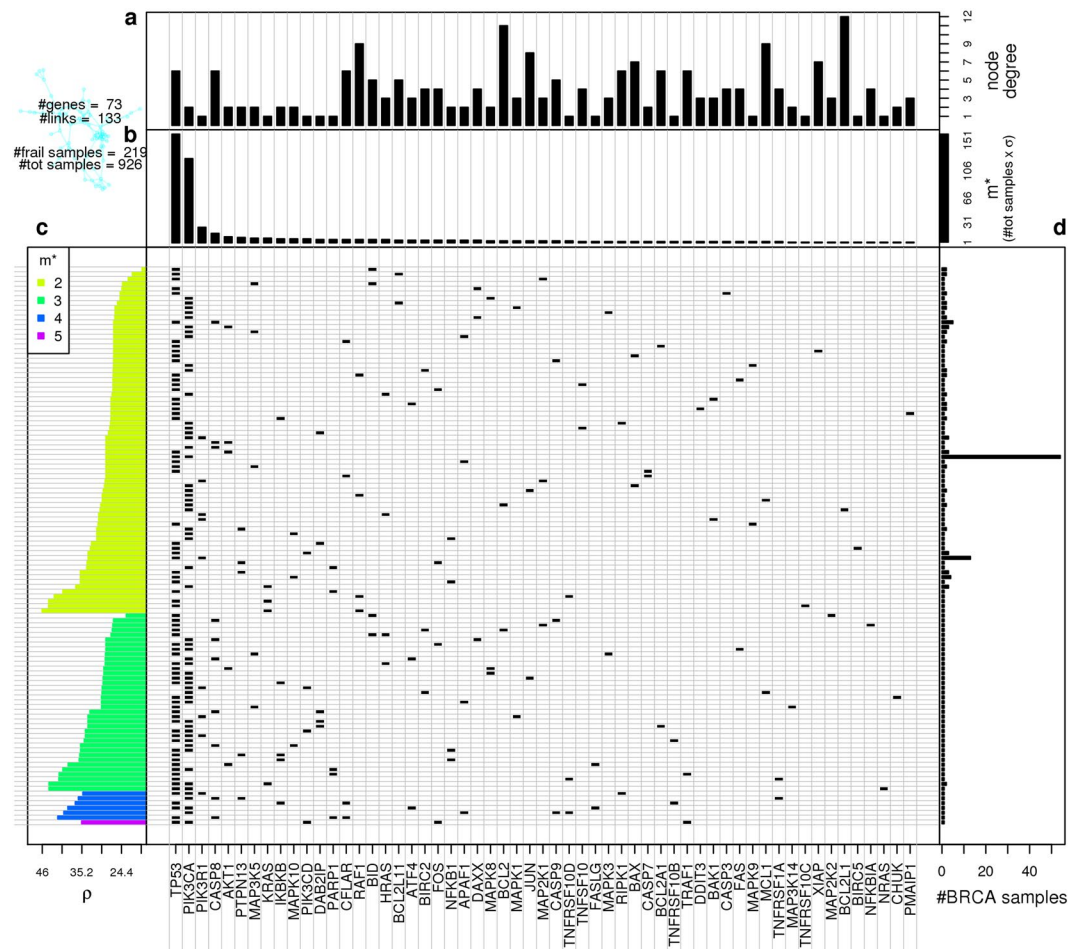 a
12
9
7
5
3
1
node
degree
#genes = 73
#links = 133
b
#frail samples = 219
#tot samples = 926
151
106
66
31
1
m*
(#tot samples x σ)
c
d
m*
2
3
4
5
46
35.2
24.4
ρ
TP53
PIK3CA
PIK3R1
CASP8
AKT1
PTPN13
MAP3K5
KRAS
IKBKB
MAPK10
PIK3CD
DAB2IP
PARP1
CFLAR
RAF1
BID
HRAS
BCL2L11
ATF4
BIRC2
FOS
NFKB1
APAF1
DAXX
MAPK8
BCL2
MAPK1
JUN
MAP2K1
CASP9
TNFRSF10D
TNFSF10
FASLG
MAPK3
RIPK1
BAX
CASP7
BCL2A1
TNFRSF10B
TRAF1
DDIT3
BAK1
CASP3
FAS
MAPK9
MCL1
TNFRSF1A
MAP3K14
TNFRSF10C
XIAP
MAP2K2
BCL2L1
BIRC5
NFKBIA
NRAS
CHUK
PMAIP1
0
20
40
#BRCA samples